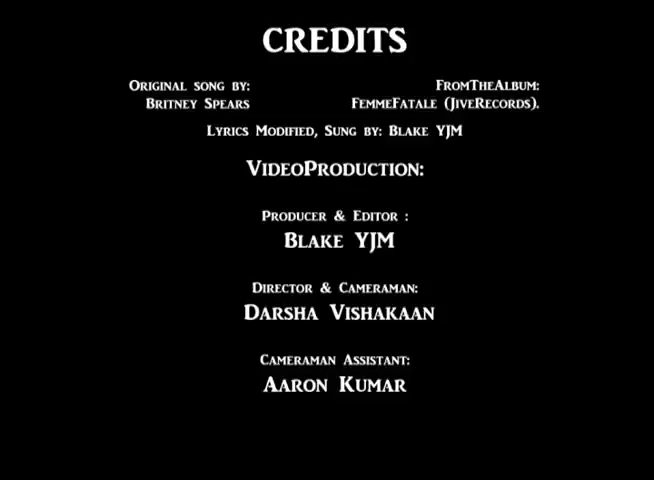 CREDITS
ORIGINAL SONG BY:
BRITNEY SPEARS
FROMTHEALBUM:
FEMMEFATALE (JIVERECORDS).
LYRICS MODIFIED, SUNG BY: BLAKE YJM
VIDEOPRODUCTION:
PRODUCER & EDITOR :
BLAKE YJM
DIRECTOR & CAMERAMAN:
DARSHA VISHAKAAN
CAMERAMAN ASSISTANT:
AARON KUMAR